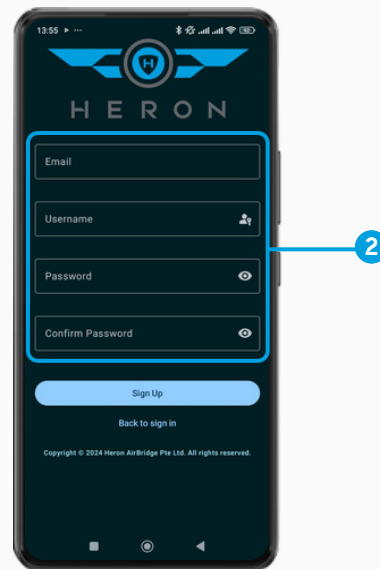 13:55
HERON
Email
Username
Password
2
Confirm Password
Sign Up
Back to sign in
Copyright © 2024 Heron AirBridge Pte Ltd. All rights reserved.